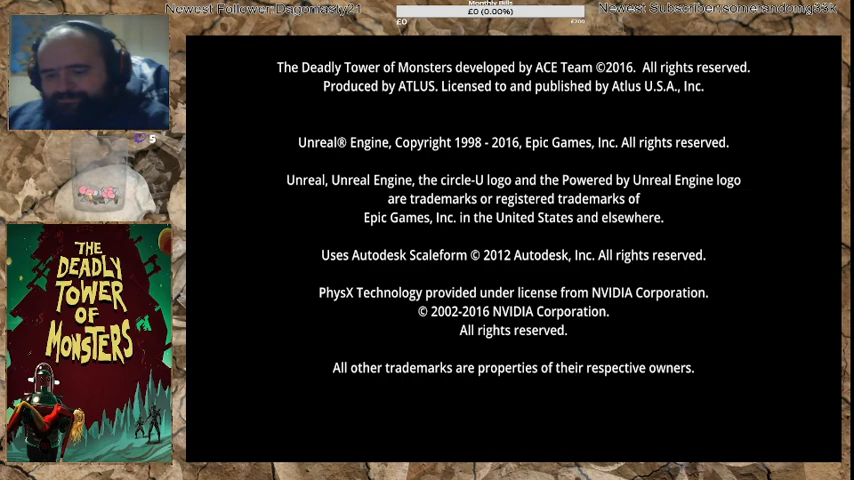 Newest Follower Dagomasly21
Monthly Bills
£0 (0.00%)
£0
£200
5
THE
DEADLY
TOWER
OF
MONSTERS
The Deadly Tower of Monsters developed by ACE Team ©2016. All rights reserved.
Produced by ATLUS. Licensed to and published by Atlus U.S.A., Inc.
Unreal® Engine, Copyright 1998 - 2016, Epic Games, Inc. All rights reserved.
Unreal, Unreal Engine, the circle-U logo and the Powered by Unreal Engine logo
are trademarks or registered trademarks of
Epic Games, Inc. in the United States and elsewhere.
Uses Autodesk Scaleform © 2012 Autodesk, Inc. All rights reserved.
PhysX Technology provided under license from NVIDIA Corporation.
© 2002-2016 NVIDIA Corporation.
All rights reserved.
All other trademarks are properties of their respective owners.
Newest Subscriber: